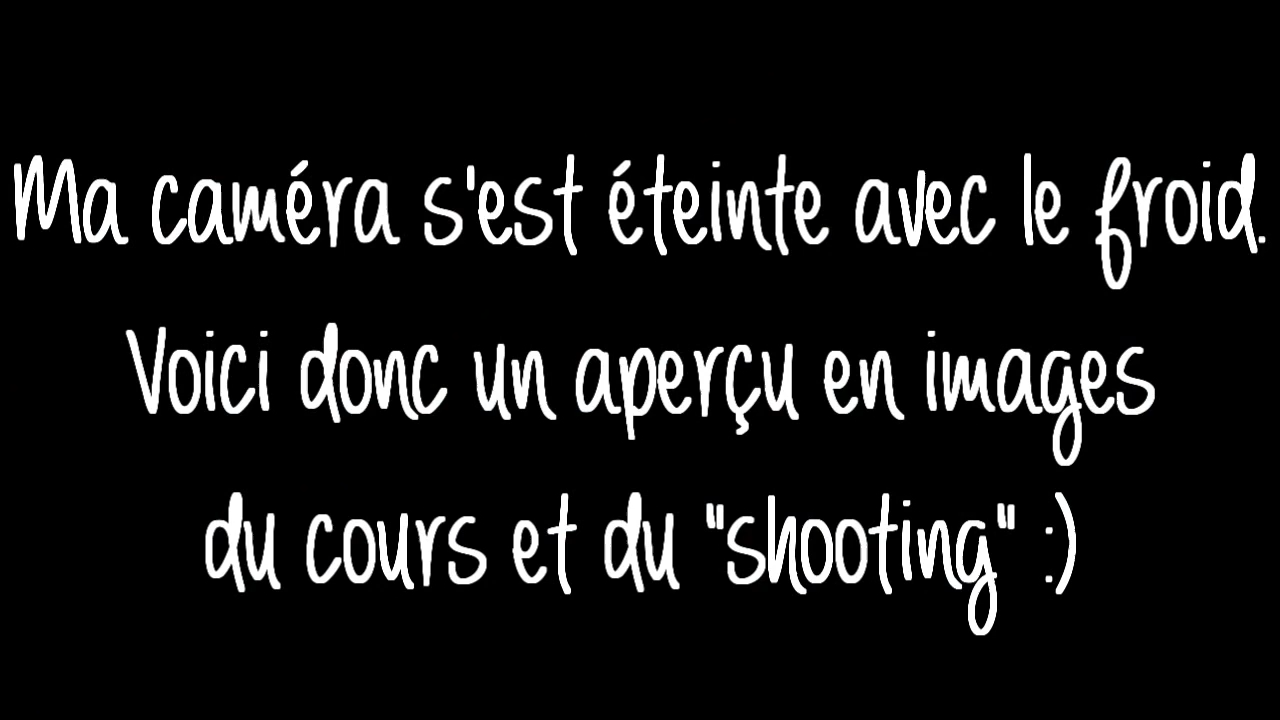 Ma caméra s'est éteinte avec le froid.
Voici donc un aperçu en images
du cours et du "shooting" :)